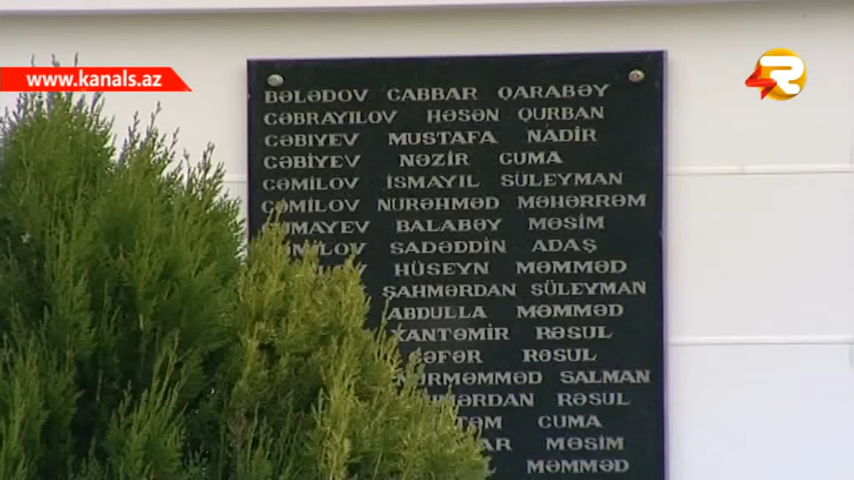 www.kanals.az
R
BƏLƏDOV CABBAR QARABƏY
CƏBRAYILOV HƏSƏN QURBAN
CƏBIYEV MUSTAFA NADIR
CƏBIYEV NƏZIR CUMA
CƏMILOV ISMAYIL SÜLEYMAN
CƏMILOV NURƏHMƏD MƏHƏRRƏM
BALABƏY MƏSIM
SADƏDDIN ADAŞ
HÜSEYN MƏMMƏD
ŞAHMƏRDAN SÜLEYMAN
ABDULLA MƏMMƏD
XANTƏMIR RƏSUL
CƏFƏR RƏSUL
SALMAN
RƏSUL
CUMA
MƏSIM
MƏMMƏD